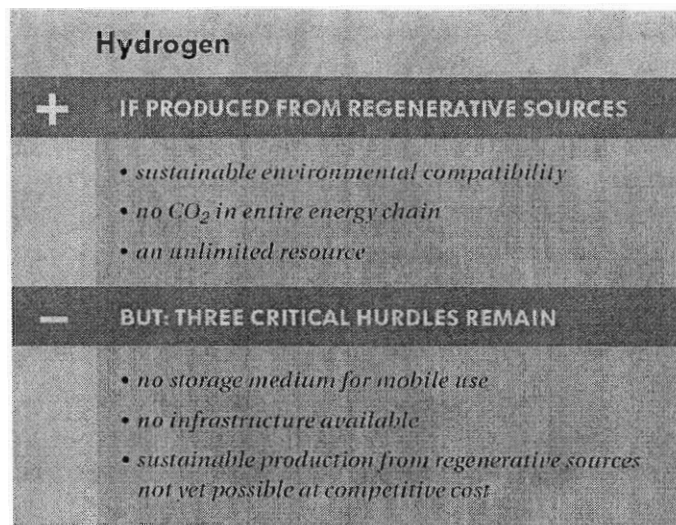 Hydrogen
+ IF PRODUCED FROM REGENERATIVE SOURCES
• sustainable environmental compatibility
• no CO₂ in entire energy chain
• an unlimited resource
– BUT: THREE CRITICAL HURDLES REMAIN
• no storage medium for mobile use
• no infrastructure available
• sustainable production from regenerative sources
not yet possible at competitive cost